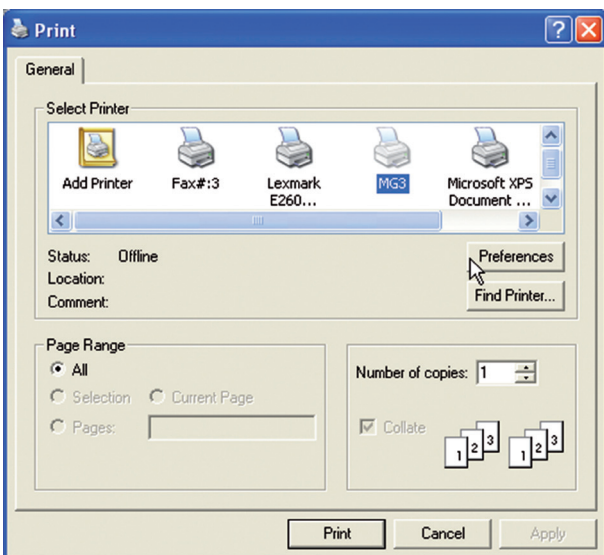 Print
General
Select Printer
Add Printer
Fax#:3
Lexmark
E260...
MG3
Microsoft XPS
Document ...
Status: Offline
Preferences
Location:
Comment:
Find Printer...
Page Range
All
Selection Current Page
Pages:
Number of copies: 1
Collate
1 2 3 1 2 3
Print Cancel Apply